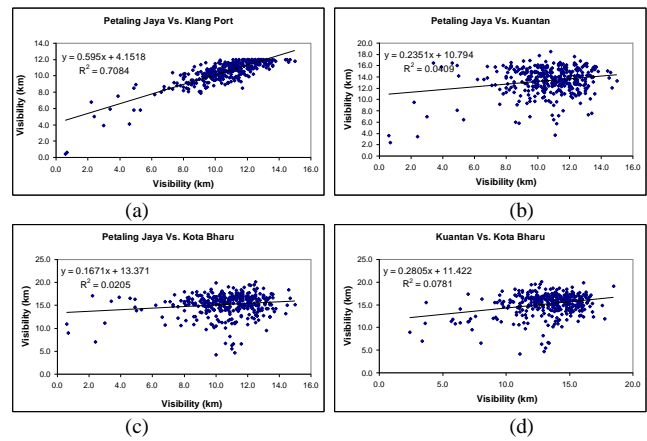 Petaling Jaya Vs. Klang Port
y = 0.595x + 4.1518
R² = 0.7084
Visibility (km)
14.0
12.0
10.0
8.0
6.0
4.0
2.0
0.0
0.0 2.0 4.0 6.0 8.0 10.0 12.0 14.0 16.0
Visibility (km)
(a)
Petaling Jaya Vs. Kuantan
y = 0.2351x + 10.794
R² = 0.0409
Visibility (km)
20.0
18.0
16.0
14.0
12.0
10.0
8.0
6.0
4.0
2.0
0.0
0.0 2.0 4.0 6.0 8.0 10.0 12.0 14.0 16.0
Visibility (km)
(b)
Petaling Jaya Vs. Kota Bharu
y = 0.1671x + 13.371
R² = 0.0205
Visibility (km)
25.0
20.0
15.0
10.0
5.0
0.0
0.0 2.0 4.0 6.0 8.0 10.0 12.0 14.0 16.0
Visibility (km)
(c)
Kuantan Vs. Kota Bharu
y = 0.2805x + 11.422
R² = 0.0781
Visibility (km)
25.0
20.0
15.0
10.0
5.0
0.0
0.0 5.0 10.0 15.0 20.0
Visibility (km)
(d)